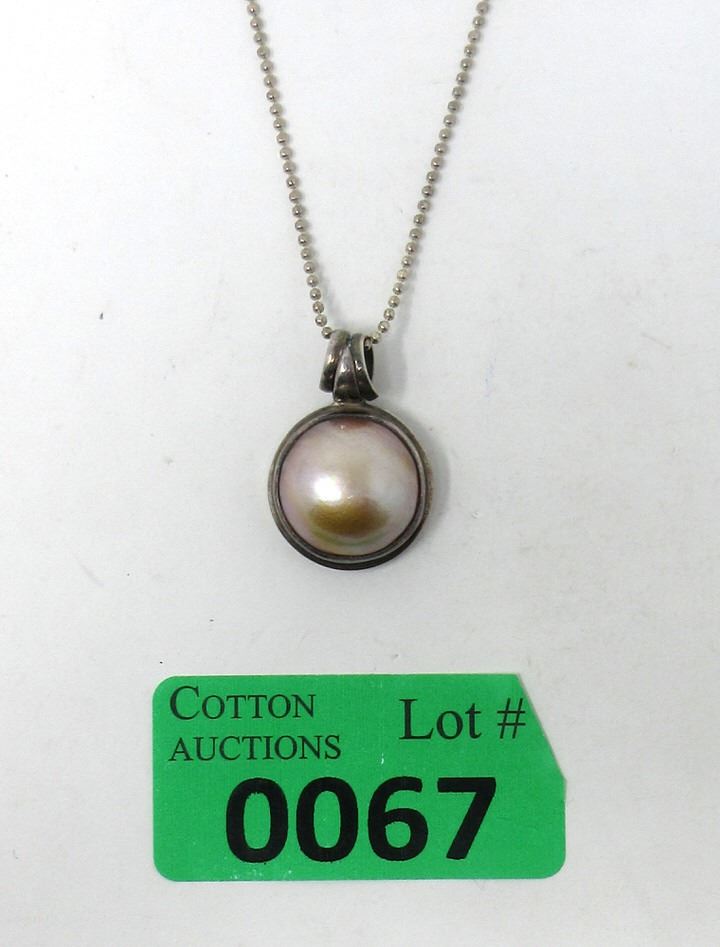 COTTON
AUCTIONS
Lot #
0067